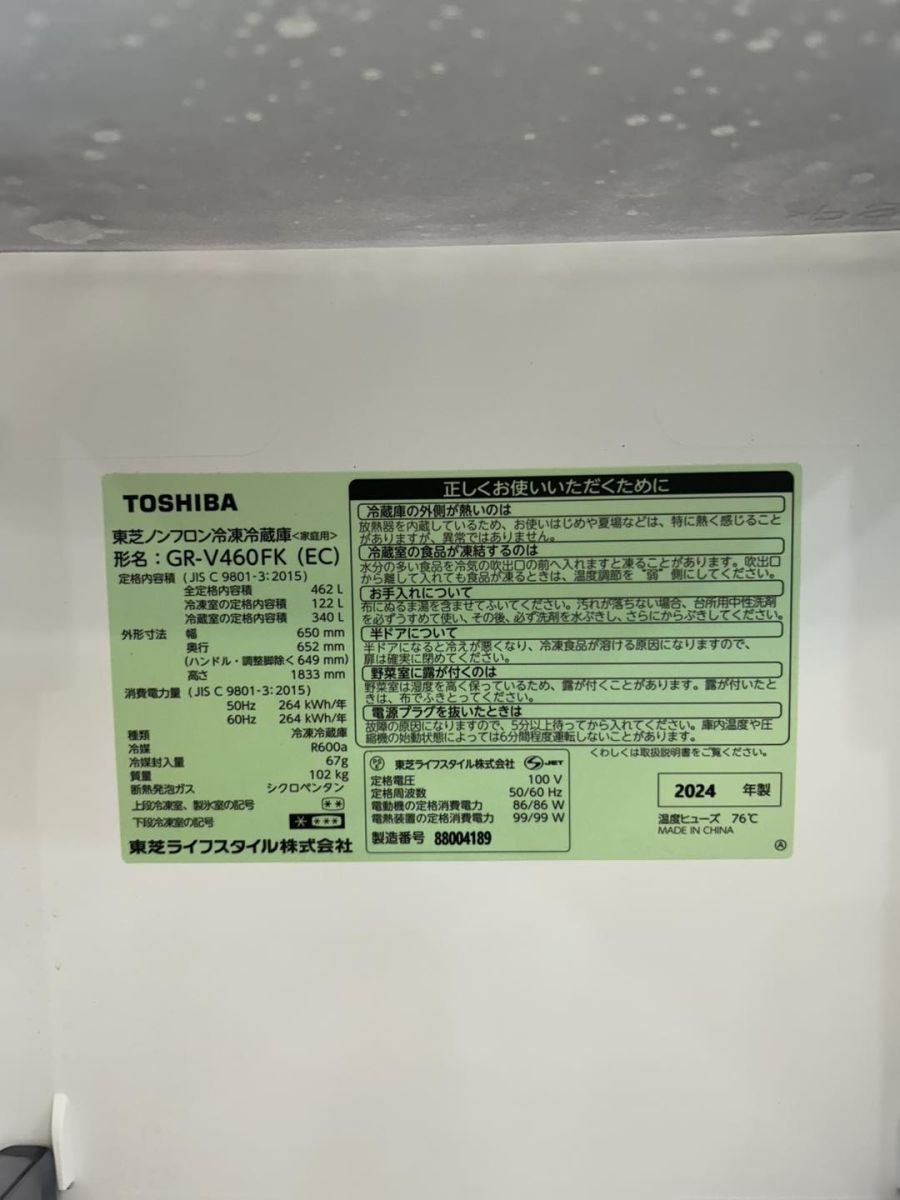 TOSHIBA
東芝ノンフロン冷凍冷蔵庫<家庭用>
形名：GR-V460FK (EC)
定格内容積 (JIS C 9801-3:2015)
全定格内容積 462 L
冷凍室の定格内容積 122 L
冷蔵室の定格内容積 340 L
外形寸法 幅 650 mm
奥行 652 mm
(ハンドル・調整脚除く 649 mm)
高さ 1833 mm
消費電力量 (JIS C 9801-3:2015)
50Hz 264 kWh/年
60Hz 264 kWh/年
種類 冷凍冷蔵庫
冷媒 R600a
冷媒封入量 67g
質量 102 kg
断熱発泡ガス シクロペンタン
上段冷凍室、製氷室の記号 **
下段冷凍室の記号 * ***
東芝ライフスタイル株式会社
正しくお使いいただくために
冷蔵庫の外側が熱いのは
放熱器を内蔵しているため、お使いはじめや夏場などは、特に熱く感じること
がありますが、異常ではありません。
冷蔵室の食品が凍結するのは
水分の多い食品を冷気の吹出口の前へ入れますと凍ることがあります。吹出口
から離して入れても食品が凍るときは、温度調節を“弱”側にしてください。
お手入れについて
布にぬるま湯を含ませてふいてください。汚れが落ちない場合、台所用中性洗剤
を必ずうすめて使い、その後、必ず洗剤を水ぶきし、さらにからぶきしてください。
半ドアについて
半ドアになると冷えが悪くなり、冷凍食品が溶ける原因になりますので、
扉は確実に閉めてください。
野菜室に露が付くのは
野菜室は湿度を高く保っているため、露が付くことがあります。露が付いたと
きは、布でふきとってください。
電源プラグを抜いたときは
故障の原因になりますので、5分以上待ってから入れてください。庫内温度や圧
縮機の始動状態によっては6分間程度運転しないことがあります。
くわしくは取扱説明書をご覧ください。
東芝ライフスタイル株式会社 JET
定格電圧 100 V
定格周波数 50/60 Hz
電動機の定格消費電力 86/86 W
電熱装置の定格消費電力 99/99 W
製造番号 88004189
2024 年製
温度ヒューズ 76℃
MADE IN CHINA
Ⓐ